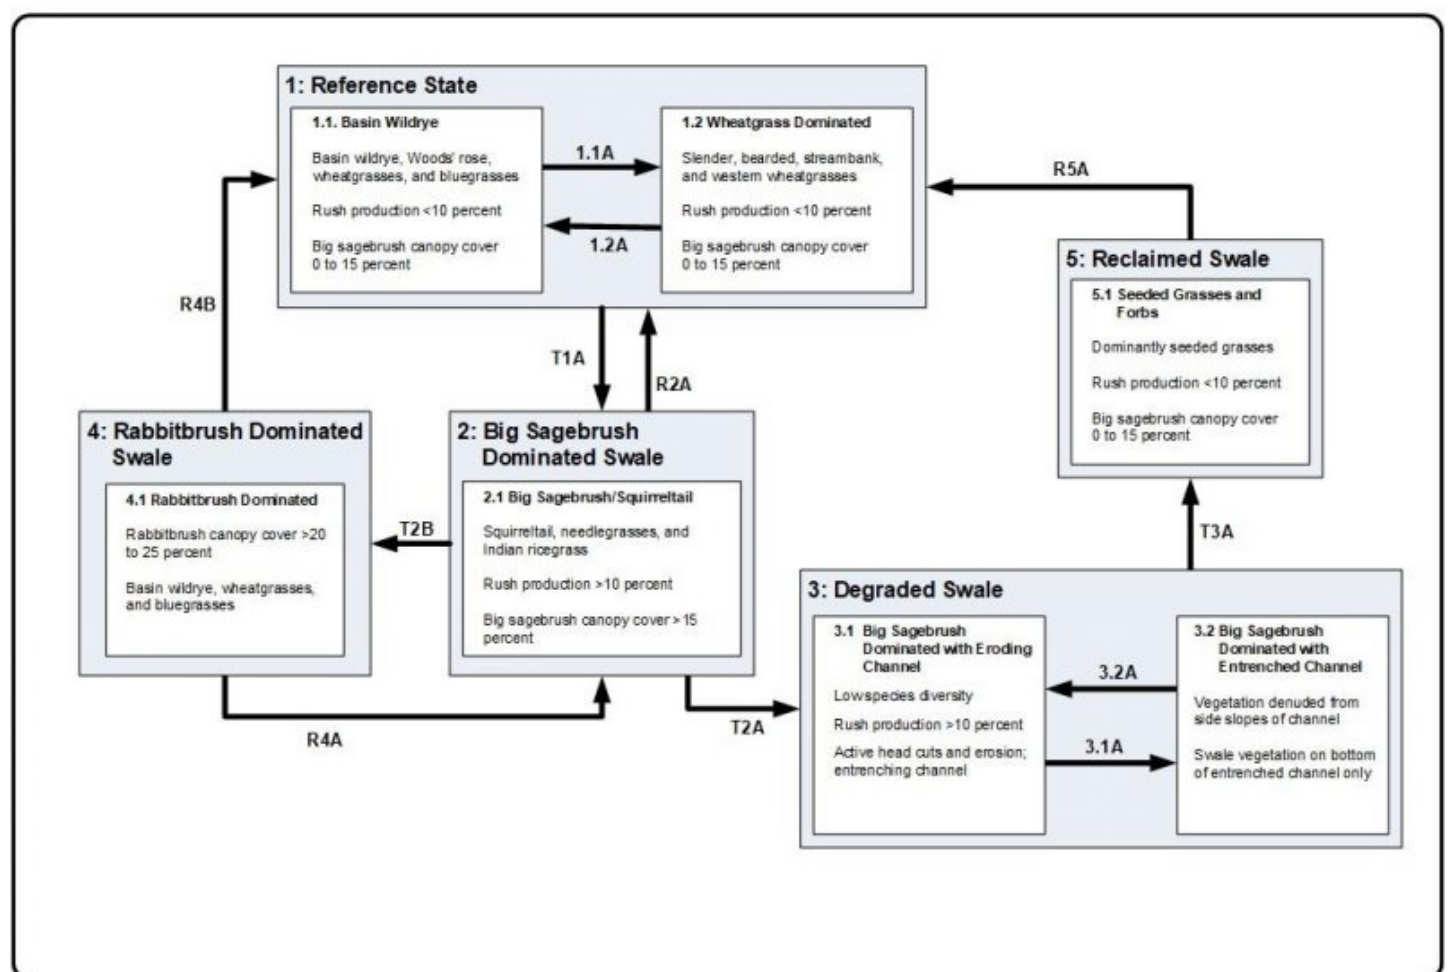 1: Reference State
1.1. Basin Wildrye
Basin wildrye, Woods' rose,
wheatgrasses, and bluegrasses
Rush production <10 percent
Big sagebrush canopy cover
0 to 15 percent
1.1A
1.2A
1.2 Wheatgrass Dominated
Slender, bearded, streambank,
and western wheatgrasses
Rush production <10 percent
Big sagebrush canopy cover
0 to 15 percent
R5A
R4B
T1A
R2A
5: Reclaimed Swale
5.1 Seeded Grasses and
Forbs
Dominantly seeded grasses
Rush production <10 percent
Big sagebrush canopy cover
0 to 15 percent
4: Rabbitbrush Dominated
Swale
4.1 Rabbitbrush Dominated
Rabbitbrush canopy cover >20
to 25 percent
Basin wildrye, wheatgrasses,
and bluegrasses
T2B
2: Big Sagebrush
Dominated Swale
2.1 Big Sagebrush/Squirreltail
Squirreltail, needlegrasses, and
Indian ricegrass
Rush production >10 percent
Big sagebrush canopy cover >15
percent
T3A
R4A
T2A
3: Degraded Swale
3.1 Big Sagebrush
Dominated with Eroding
Channel
Low species diversity
Rush production >10 percent
Active head cuts and erosion;
entrenching channel
3.2A
3.1A
3.2 Big Sagebrush
Dominated with
Entrenched Channel
Vegetation denuded from
side slopes of channel
Swale vegetation on bottom
of entrenched channel only